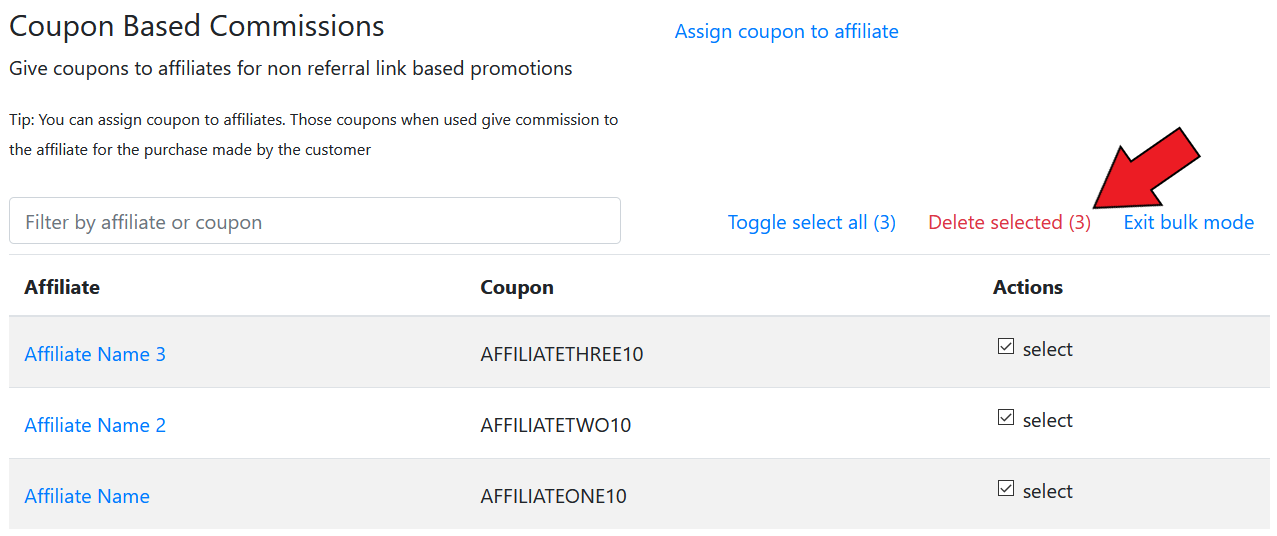 Coupon Based Commissions
Assign coupon to affiliate
Give coupons to affiliates for non referral link based promotions
Tip: You can assign coupon to affiliates. Those coupons when used give commission to
the affiliate for the purchase made by the customer
Filter by affiliate or coupon
Toggle select all (3) Delete selected (3) Exit bulk mode
Affiliate Coupon Actions
Affiliate Name 3 AFFILIATETHREE10 select
Affiliate Name 2 AFFILIATETWO10 select
Affiliate Name AFFILIATEONE10 select